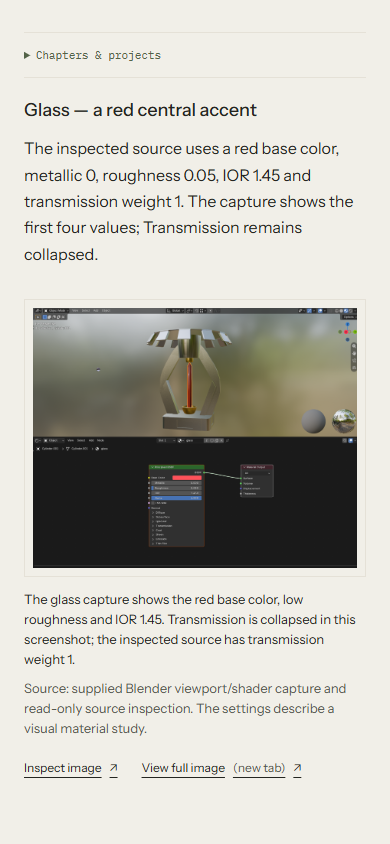 ▶ Chapters & projects
Glass — a red central accent
The inspected source uses a red base color,
metallic 0, roughness 0.05, IOR 1.45 and
transmission weight 1. The capture shows the
first four values; Transmission remains
collapsed.
The glass capture shows the red base color, low
roughness and IOR 1.45. Transmission is collapsed in this
screenshot; the inspected source has transmission
weight 1.
Source: supplied Blender viewport/shader capture and
read-only source inspection. The settings describe a
visual material study.
Inspect image ↗ View full image (new tab) ↗